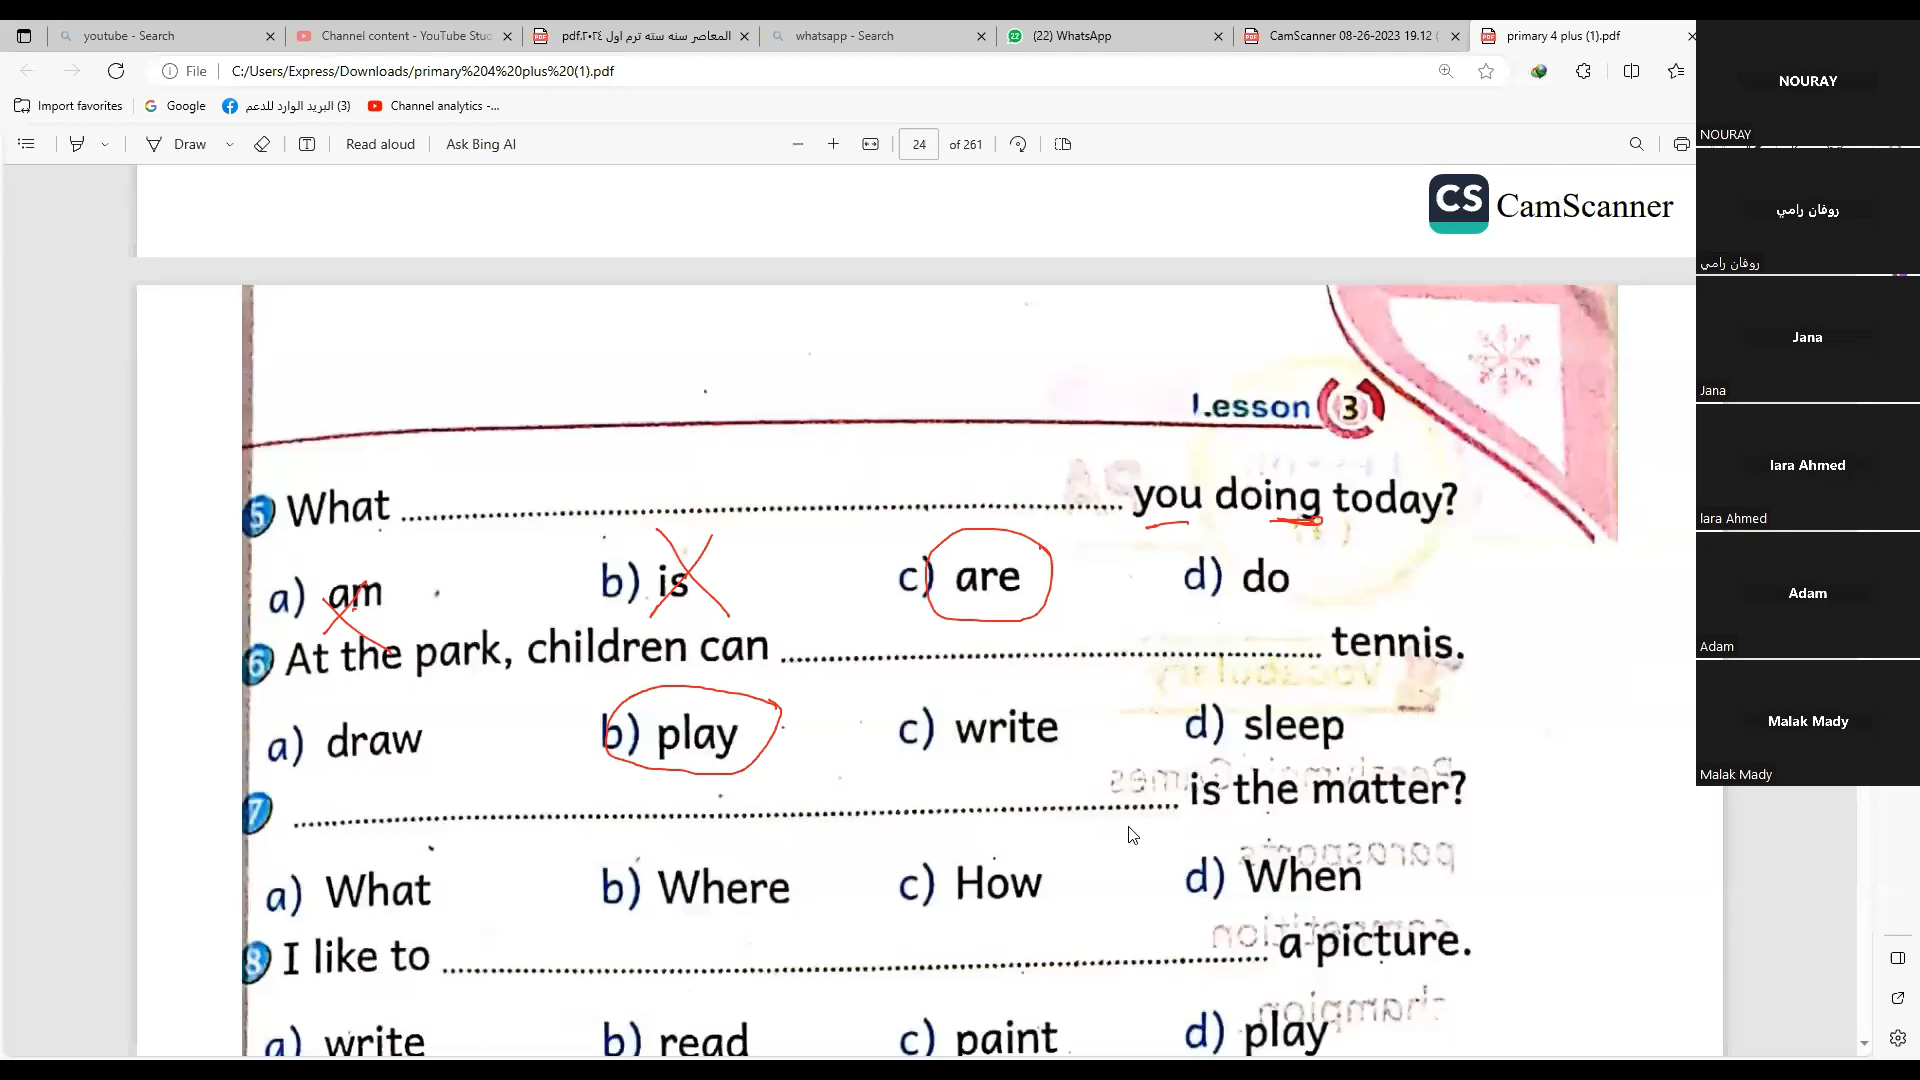 youtube - Search
Channel content - YouTube Stud
المعاصر سنه سته ترم اول ٢٠٢٤.pdf
whatsapp - Search
(22) WhatsApp
CamScanner 08-26-2023 19.12 (
primary 4 plus (1).pdf
File
C:/Users/Express/Downloads/primary%204%20plus%20(1).pdf
Import favorites
Google
(3) البريد الوارد للدعم
Channel analytics -...
Draw
Read aloud
Ask Bing AI
24 of 261
CS CamScanner
Lesson 3
5 What .......... you doing today?
a) am b) is c) are d) do
6 At the park, children can .......... tennis.
a) draw b) play c) write d) sleep
7 .......... is the matter?
a) What b) Where c) How d) When
8 I like to .......... a picture.
a) write b) read c) paint d) play
NOURAY
NOURAY
روفان رامي
روفان رامي
Jana
Jana
lara Ahmed
lara Ahmed
Adam
Adam
Malak Mady
Malak Mady